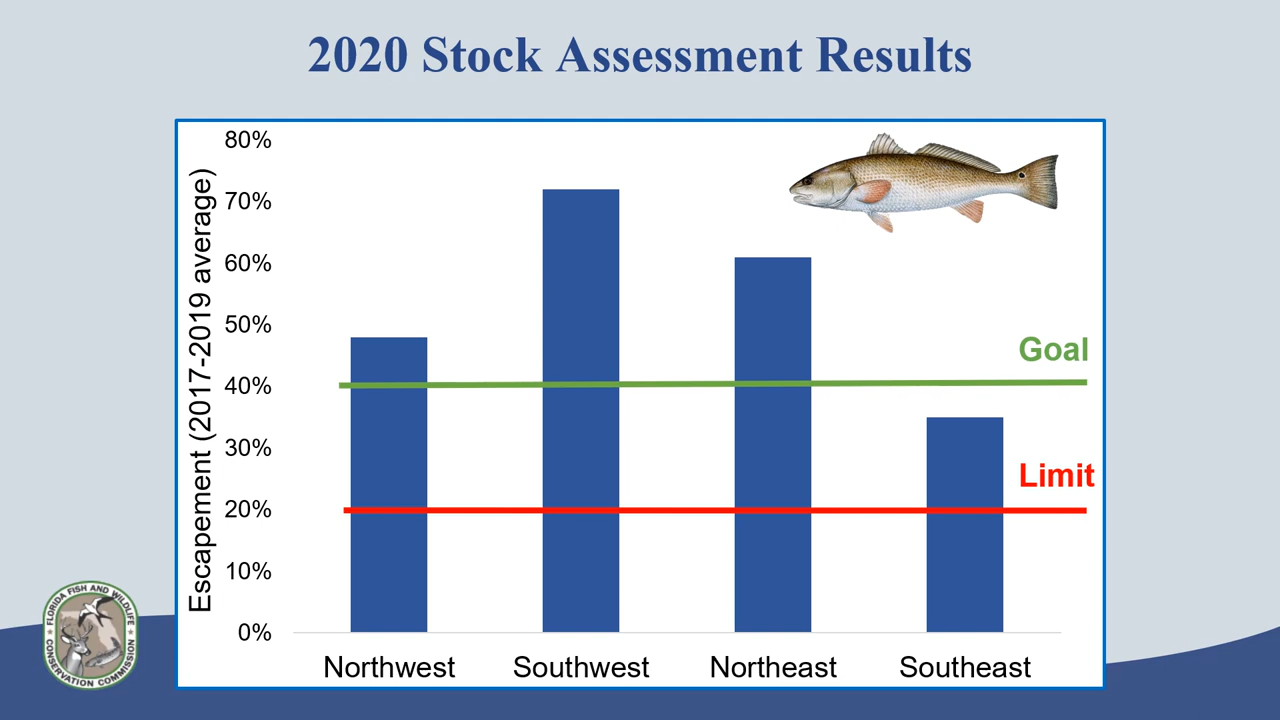 2020 Stock Assessment Results
80%
70%
60%
50%
40%
30%
20%
10%
0%
Escapement (2017-2019 average)
Goal
Limit
Northwest
Southwest
Northeast
Southeast
FLORIDA FISH AND WILDLIFE
CONSERVATION COMMISSION